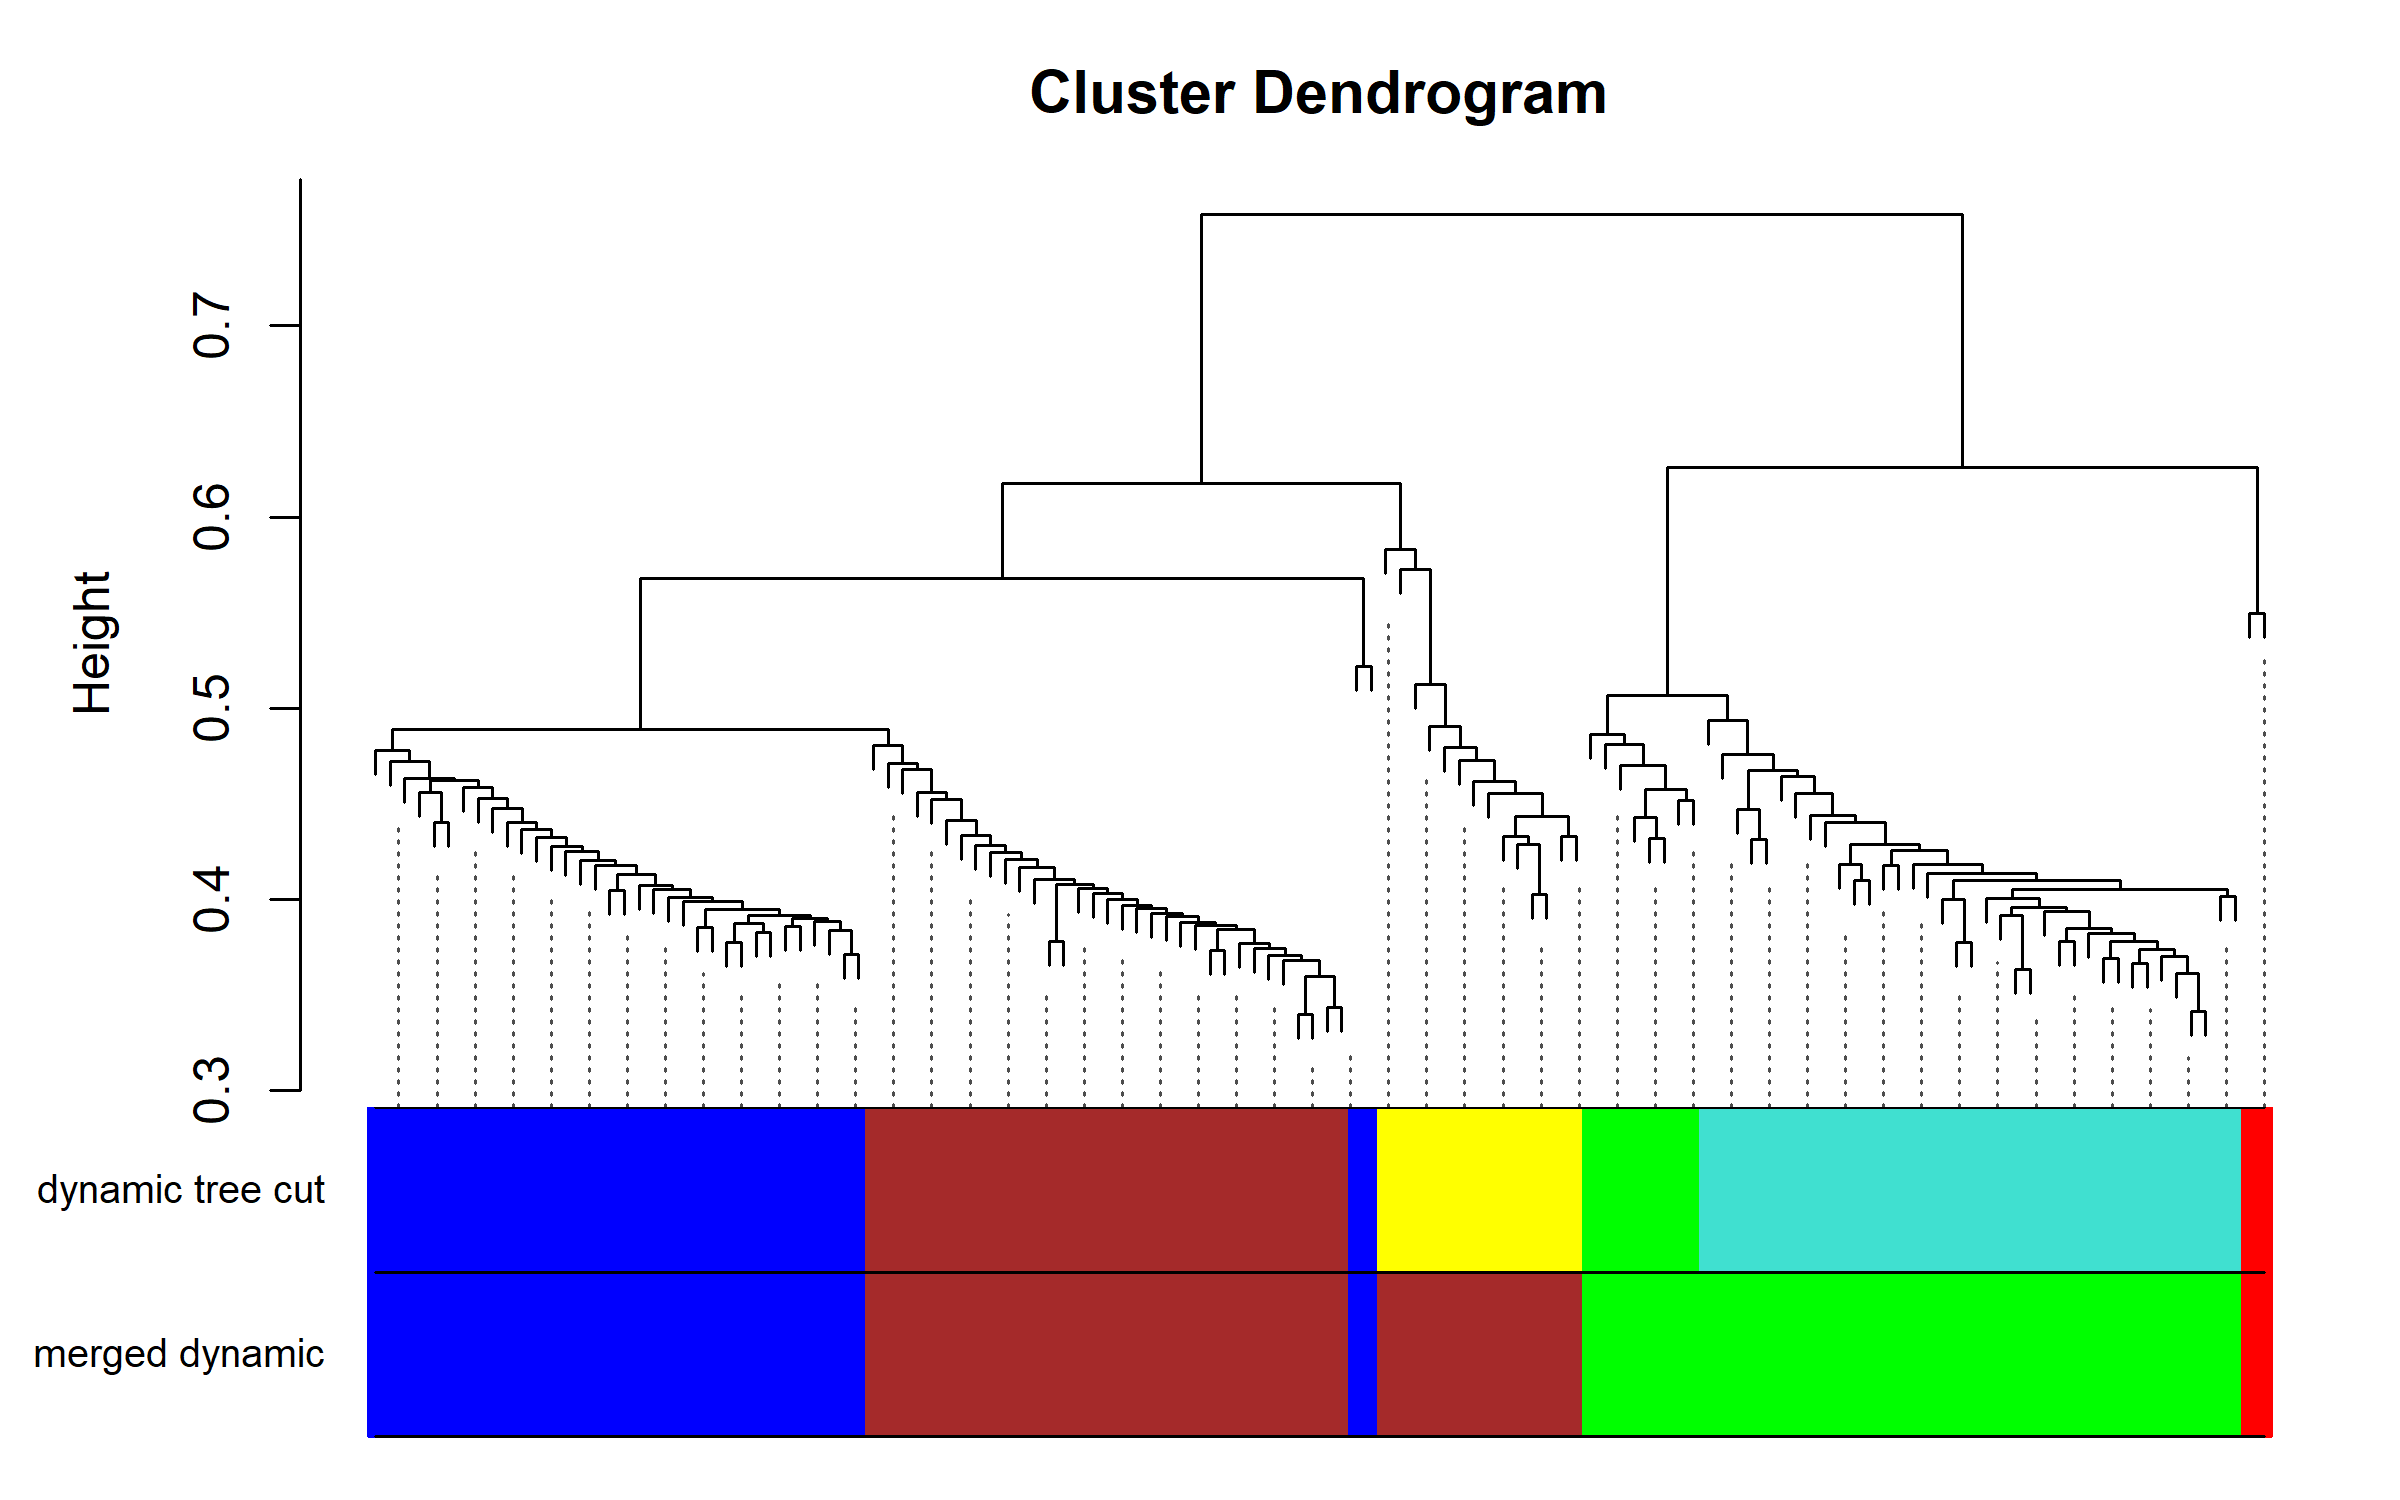 Cluster Dendrogram
Height
0.7
0.6
0.5
0.4
0.3
dynamic tree cut
merged dynamic